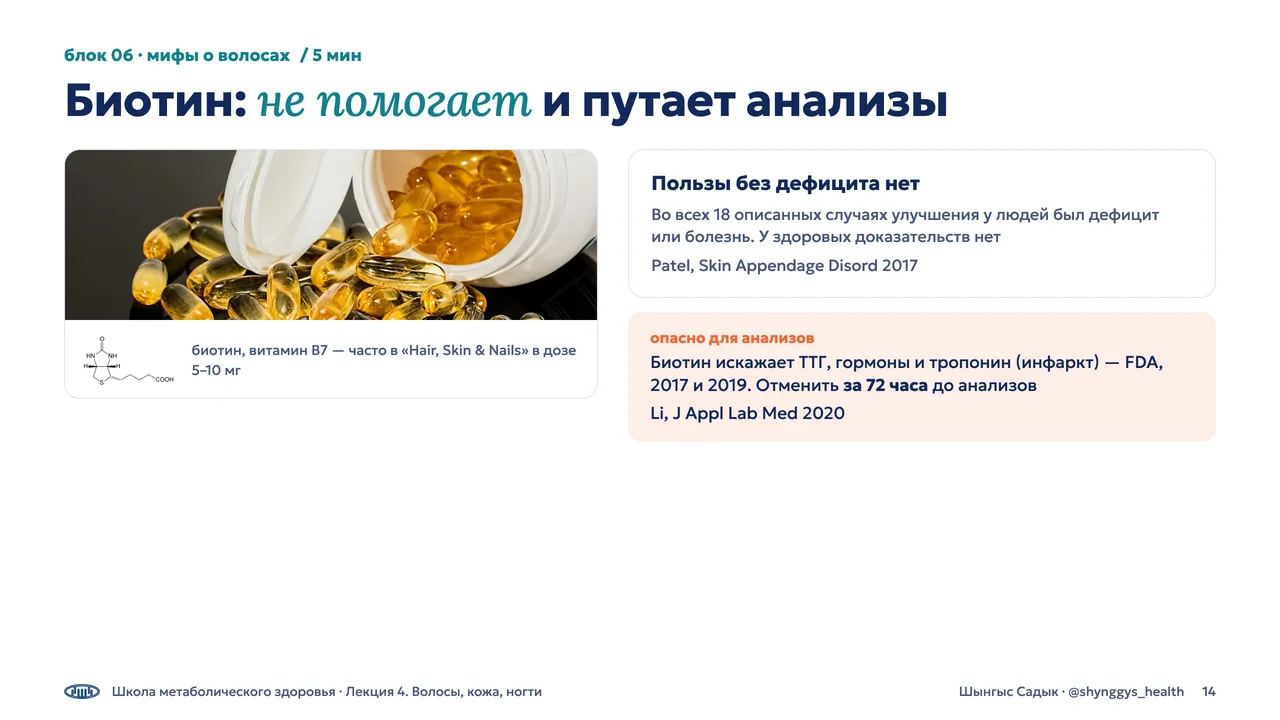 блок 06 · мифы о волосах / 5 мин
Биотин: не помогает и путает анализы
O
HN NH
H H
S
COOH
биотин, витамин B7 — часто в «Hair, Skin & Nails» в дозе
5–10 мг
Пользы без дефицита нет
Во всех 18 описанных случаях улучшения у людей был дефицит
или болезнь. У здоровых доказательств нет
Patel, Skin Appendage Disord 2017
опасно для анализов
Биотин искажает ТТГ, гормоны и тропонин (инфаркт) — FDA,
2017 и 2019. Отменить за 72 часа до анализов
Li, J Appl Lab Med 2020
Школа метаболического здоровья · Лекция 4. Волосы, кожа, ногти
Шынгыс Садык · @shynggys_health 14